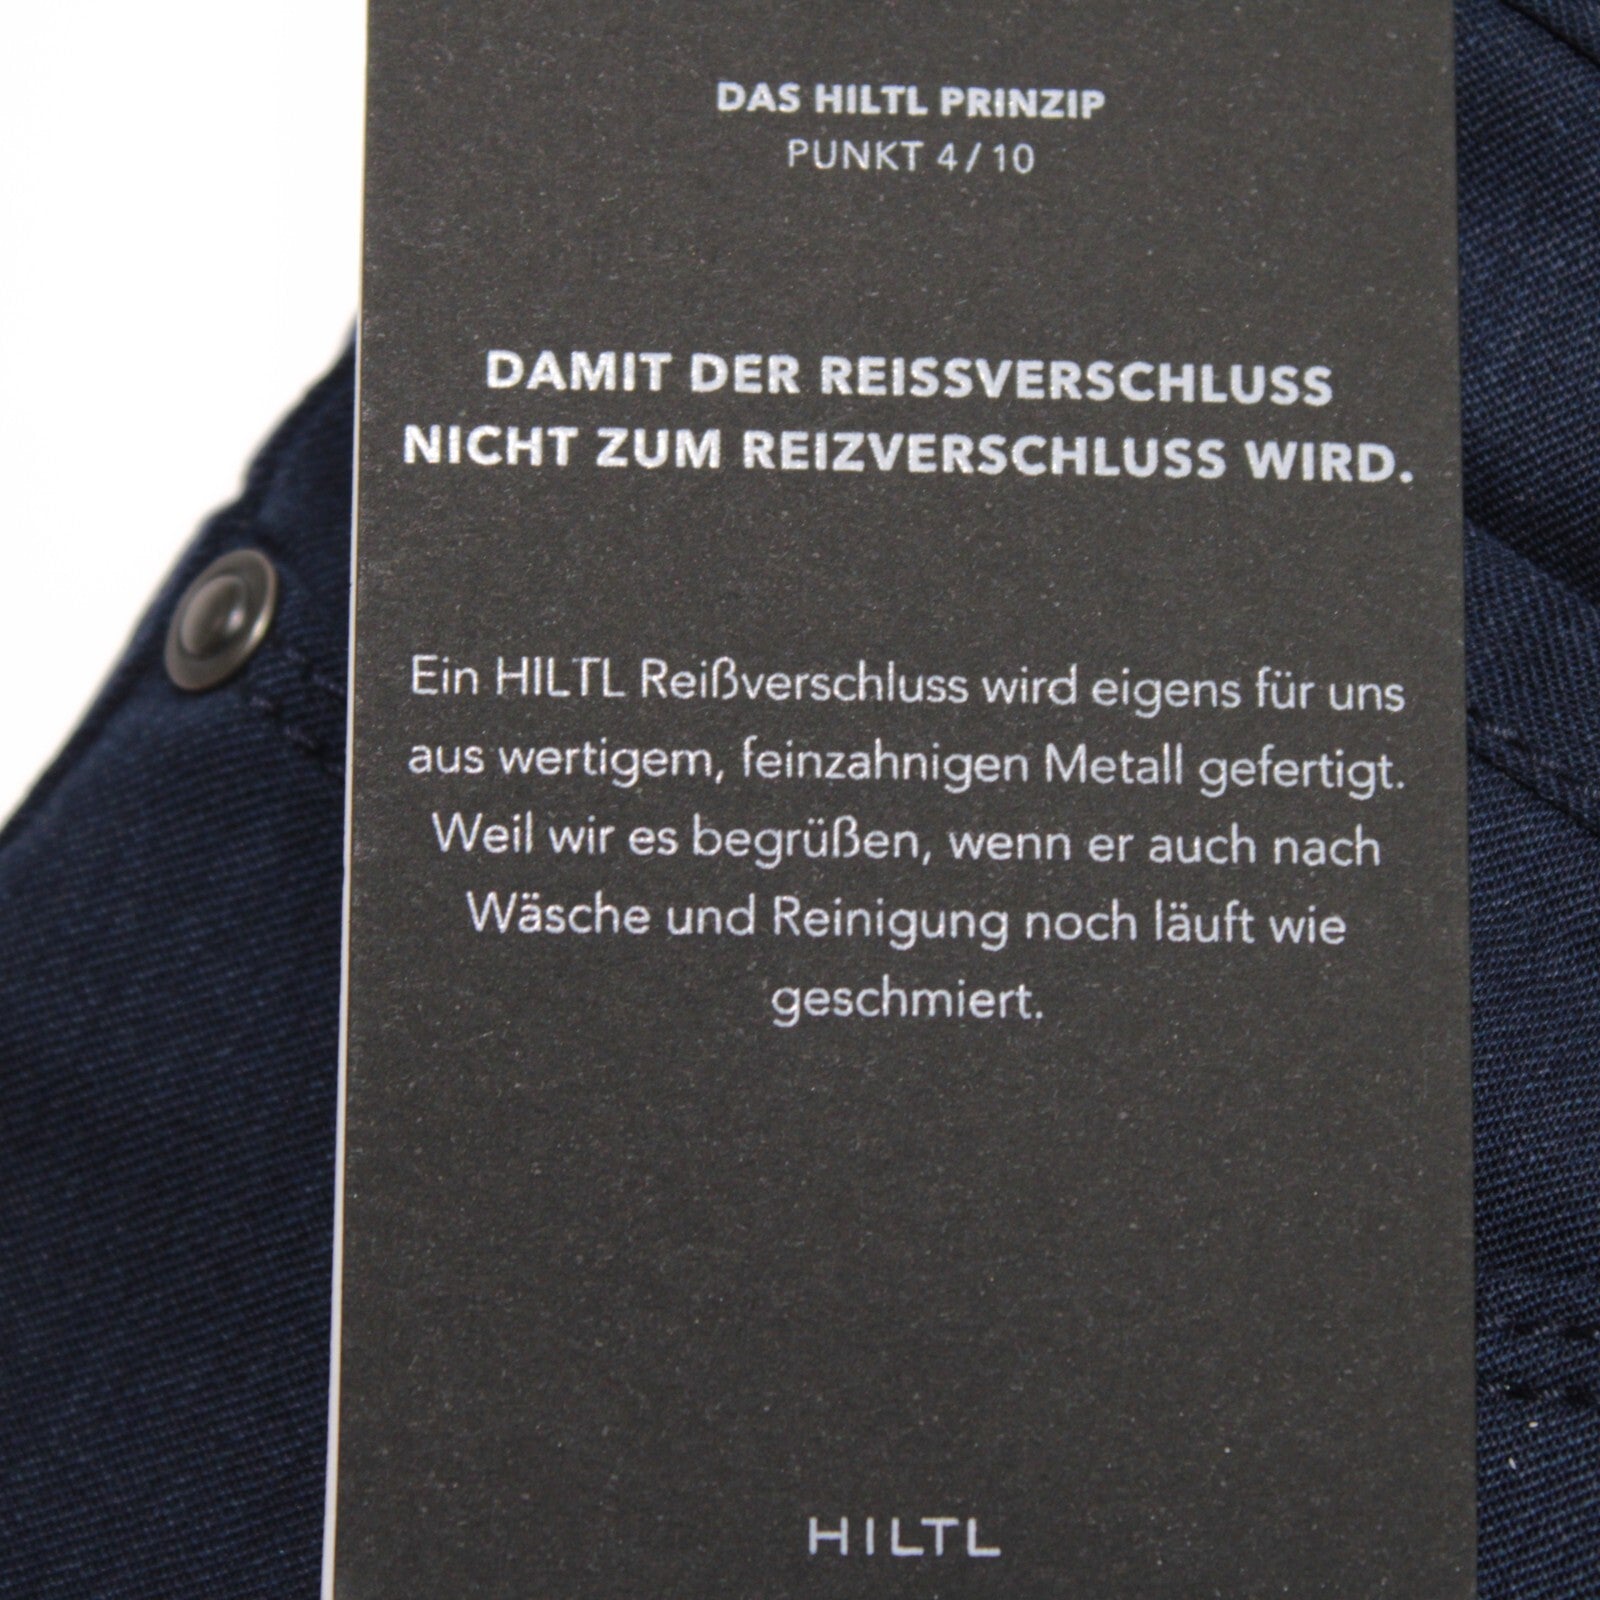 DAS HILTL PRINZIP
PUNKT 4/10
DAMIT DER REISSVERSCHLUSS
NICHT ZUM REIZVERSCHLUSS WIRD.
Ein HILTL Reißverschluss wird eigens für uns
aus wertigem, feinzahnigen Metall gefertigt.
Weil wir es begrüßen, wenn er auch nach
Wäsche und Reinigung noch läuft wie
geschmiert.
HILTL